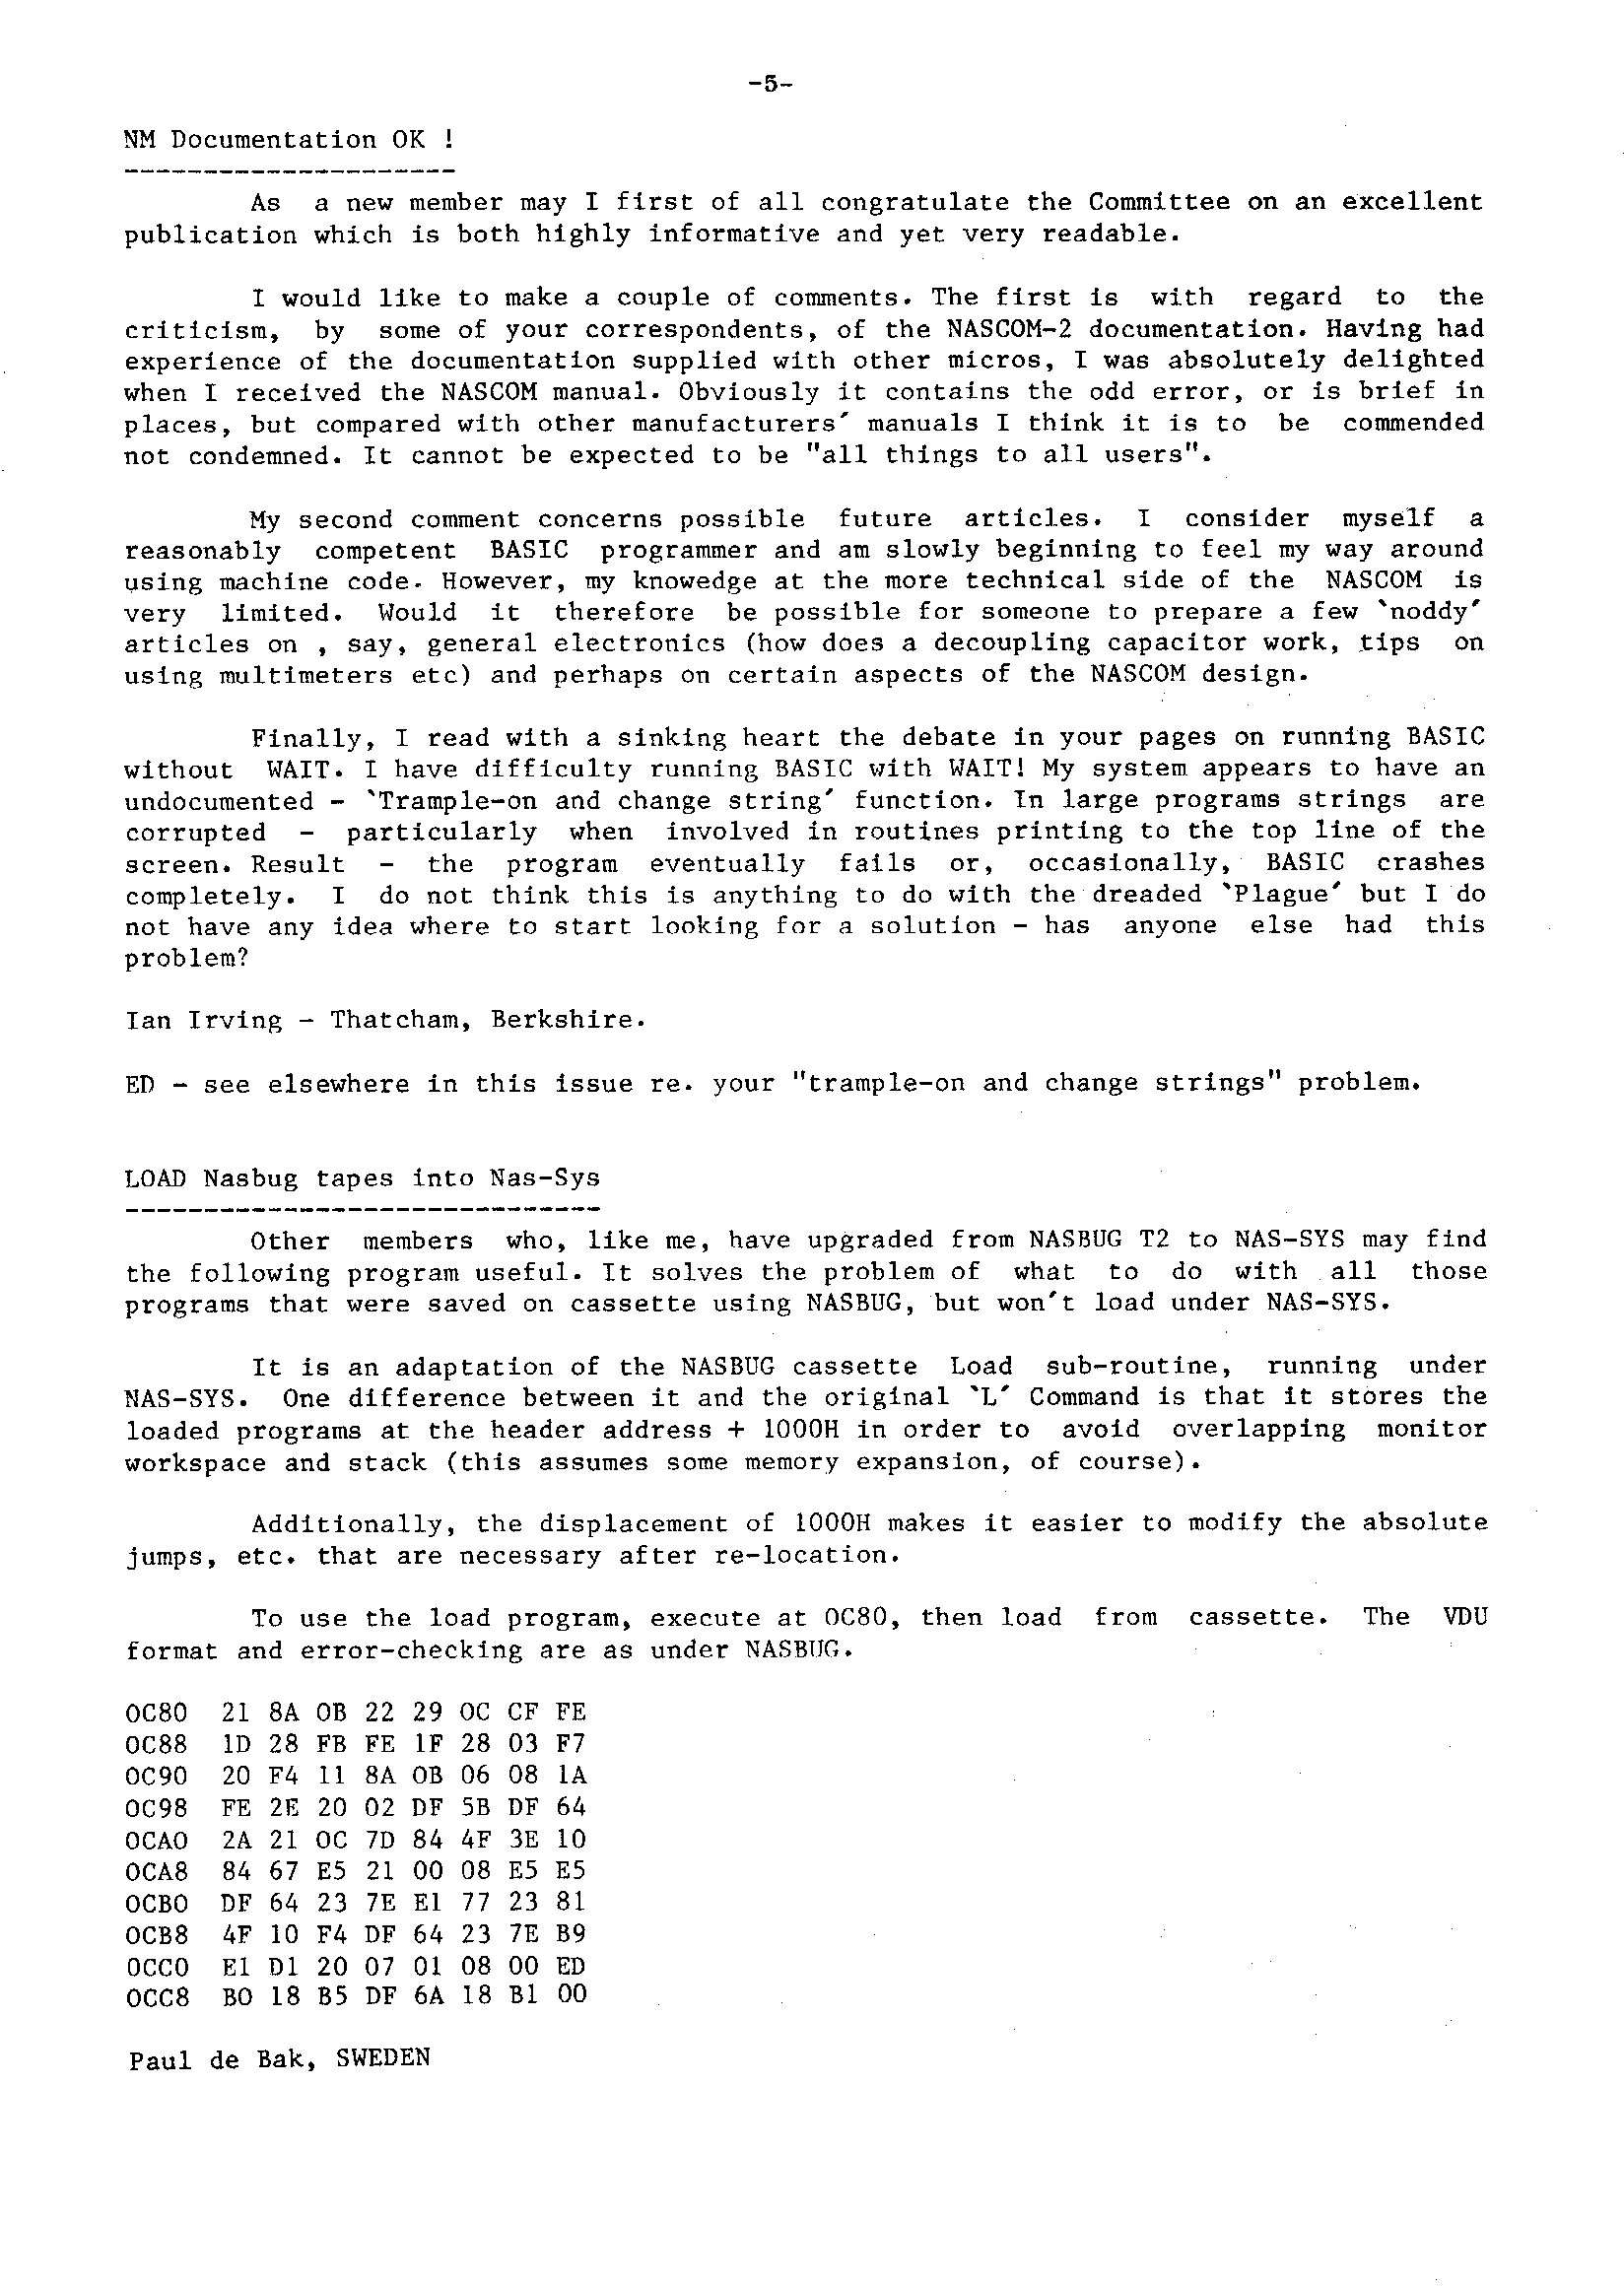 -5-
NM Documentation OK !
---------------------
As a new member may I first of all congratulate the Committee on an excellent
publication which is both highly informative and yet very readable.
I would like to make a couple of comments. The first is with regard to the
criticism, by some of your correspondents, of the NASCOM-2 documentation. Having had
experience of the documentation supplied with other micros, I was absolutely delighted
when I received the NASCOM manual. Obviously it contains the odd error, or is brief in
places, but compared with other manufacturers' manuals I think it is to be commended
not condemned. It cannot be expected to be "all things to all users".
My second comment concerns possible future articles. I consider myself a
reasonably competent BASIC programmer and am slowly beginning to feel my way around
using machine code. However, my knowedge at the more technical side of the NASCOM is
very limited. Would it therefore be possible for someone to prepare a few `noddy'
articles on , say, general electronics (how does a decoupling capacitor work, tips on
using multimeters etc) and perhaps on certain aspects of the NASCOM design.
Finally, I read with a sinking heart the debate in your pages on running BASIC
without WAIT. I have difficulty running BASIC with WAIT! My system appears to have an
undocumented - `Trample-on and change string' function. In large programs strings are
corrupted - particularly when involved in routines printing to the top line of the
screen. Result - the program eventually fails or, occasionally, BASIC crashes
completely. I do not think this is anything to do with the dreaded `Plague' but I do
not have any idea where to start looking for a solution - has anyone else had this
problem?
Ian Irving - Thatcham, Berkshire.
ED - see elsewhere in this issue re. your "trample-on and change strings" problem.
LOAD Nasbug tapes into Nas-Sys
------------------------------
Other members who, like me, have upgraded from NASBUG T2 to NAS-SYS may find
the following program useful. It solves the problem of what to do with all those
programs that were saved on cassette using NASBUG, but won't load under NAS-SYS.
It is an adaptation of the NASBUG cassette Load sub-routine, running under
NAS-SYS. One difference between it and the original `L' Command is that it stores the
loaded programs at the header address + 1000H in order to avoid overlapping monitor
workspace and stack (this assumes some memory expansion, of course).
Additionally, the displacement of 1000H makes it easier to modify the absolute
jumps, etc. that are necessary after re-location.
To use the load program, execute at 0C80, then load from cassette. The VDU
format and error-checking are as under NASBUG.
0C80 21 8A 0B 22 29 0C CF FE
0C88 1D 28 FB FE 1F 28 03 F7
0C90 20 F4 11 8A 0B 06 08 1A
0C98 FE 2E 20 02 DF 5B DF 64
0CA0 2A 21 0C 7D 84 4F 3E 10
0CA8 84 67 E5 21 00 08 E5 E5
0CB0 DF 64 23 7E E1 77 23 81
0CB8 4F 10 F4 DF 64 23 7E B9
0CC0 E1 D1 20 07 01 08 00 ED
0CC8 B0 18 B5 DF 6A 18 B1 00
Paul de Bak, SWEDEN